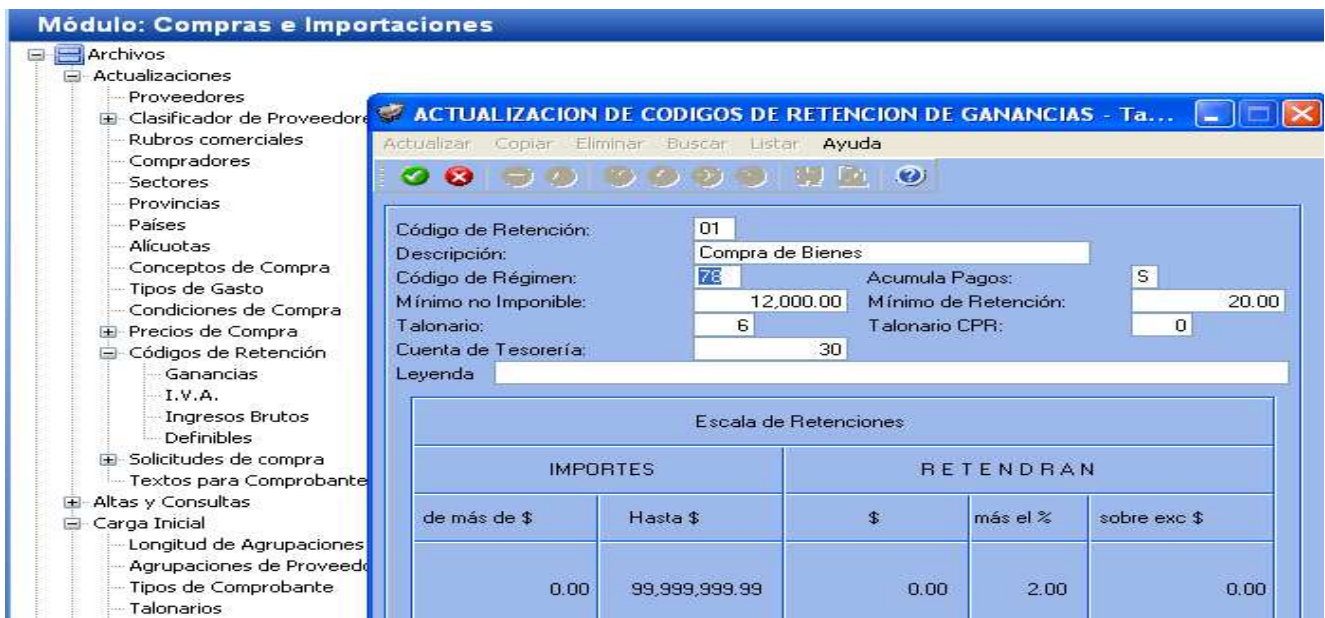 Módulo: Compras e Importaciones
Archivos
Actualizaciones
Proveedores
Clasificador de Proveedore
Rubros comerciales
Compradores
Sectores
Provincias
Países
Alícuotas
Conceptos de Compra
Tipos de Gasto
Condiciones de Compra
Precios de Compra
Códigos de Retención
Ganancias
I.V.A.
Ingresos Brutos
Definibles
Solicitudes de compra
Textos para Comprobante
Altas y Consultas
Carga Inicial
Longitud de Agrupaciones
Agrupaciones de Proveedo
Tipos de Comprobante
Talonarios
ACTUALIZACION DE CODIGOS DE RETENCION DE GANANCIAS - Ta...
Actualizar Copiar Eliminar Buscar Listar Ayuda
Código de Retención: 01
Descripción: Compra de Bienes
Código de Régimen: 78 Acumula Pagos: S
Mínimo no Imponible: 12,000.00 Mínimo de Retención: 20.00
Talonario: 6 Talonario CPR: 0
Cuenta de Tesorería: 30
Leyenda
Escala de Retenciones
IMPORTES RETENDRAN
de más de $ Hasta $ $ más el % sobre exc $
0.00 99,999,999.99 0.00 2.00 0.00